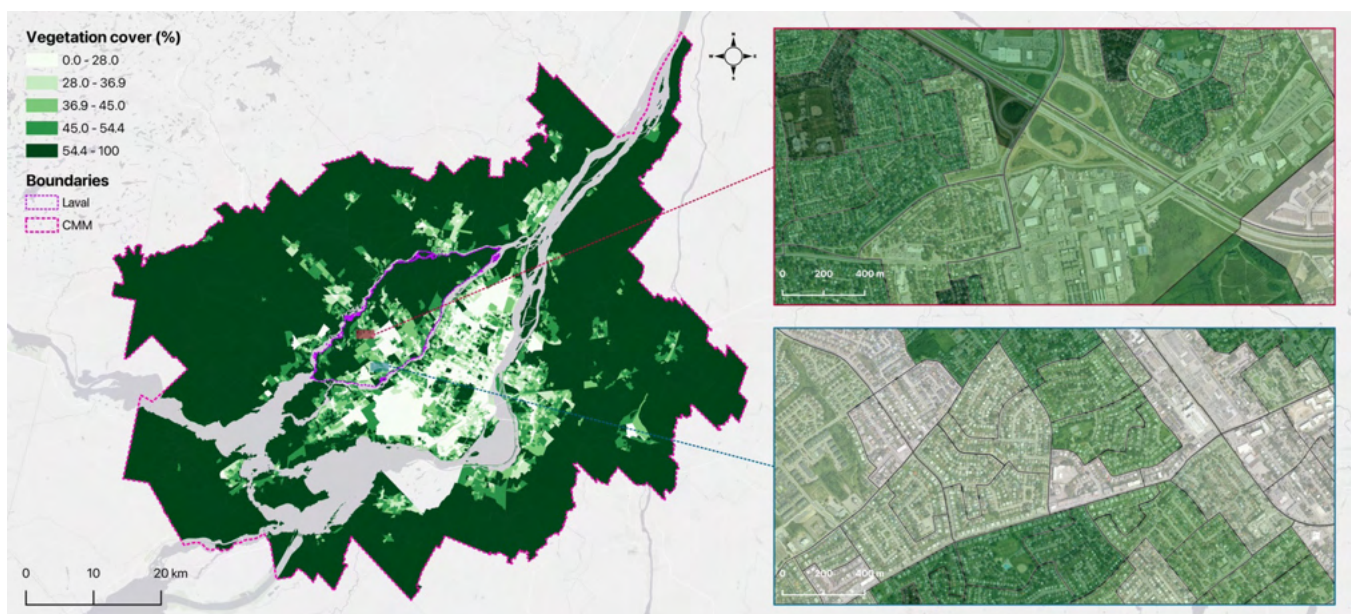 Vegetation cover (%)
0.0 - 28.0
28.0 - 36.9
36.9 - 45.0
45.0 - 54.4
54.4 - 100
Boundaries
Laval
CMM
0 10 20 km
N
W E
S
0 200 400 m
0 200 400 m